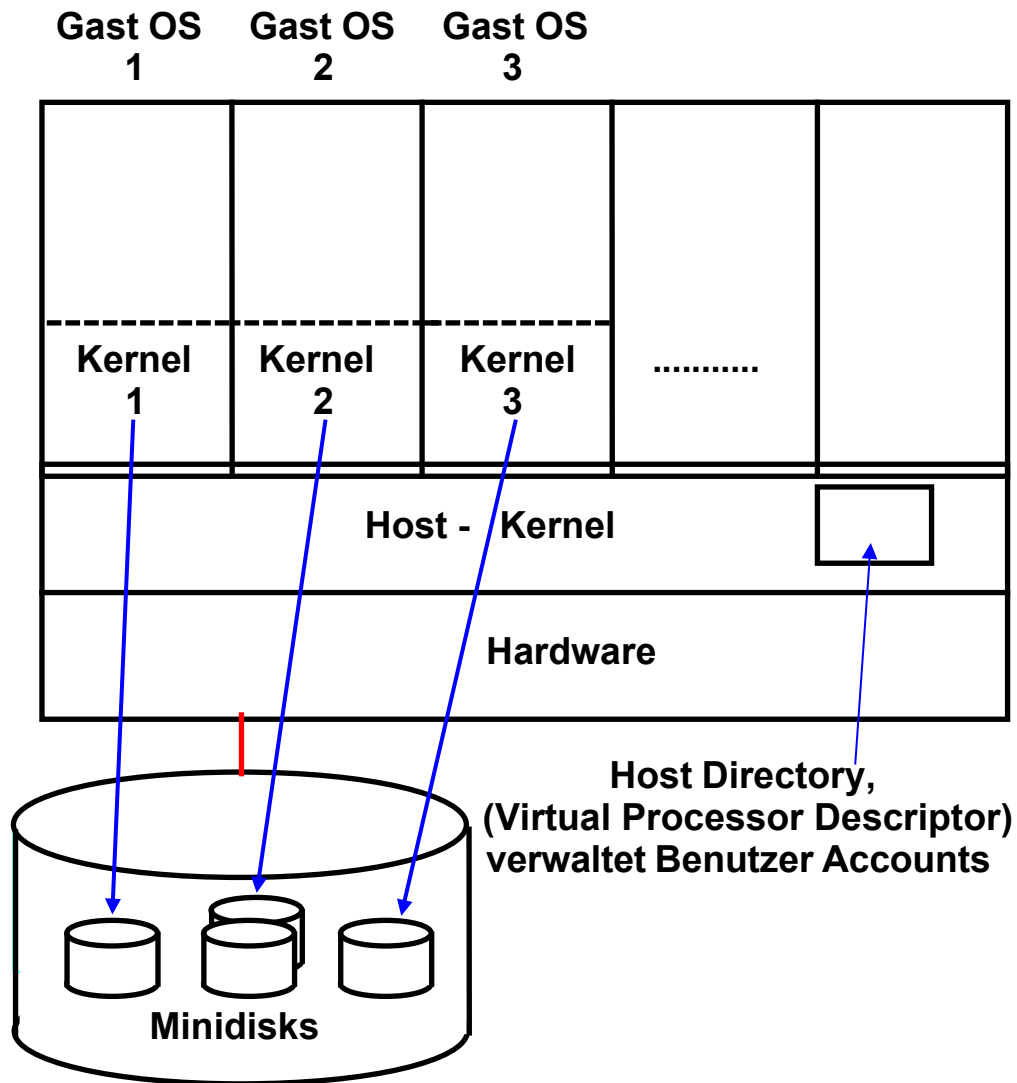 Gast OS Gast OS Gast OS
1 2 3
Kernel Kernel Kernel ...........
1 2 3
Host - Kernel
Hardware
Host Directory,
(Virtual Processor Descriptor)
verwaltet Benutzer Accounts
Minidisks